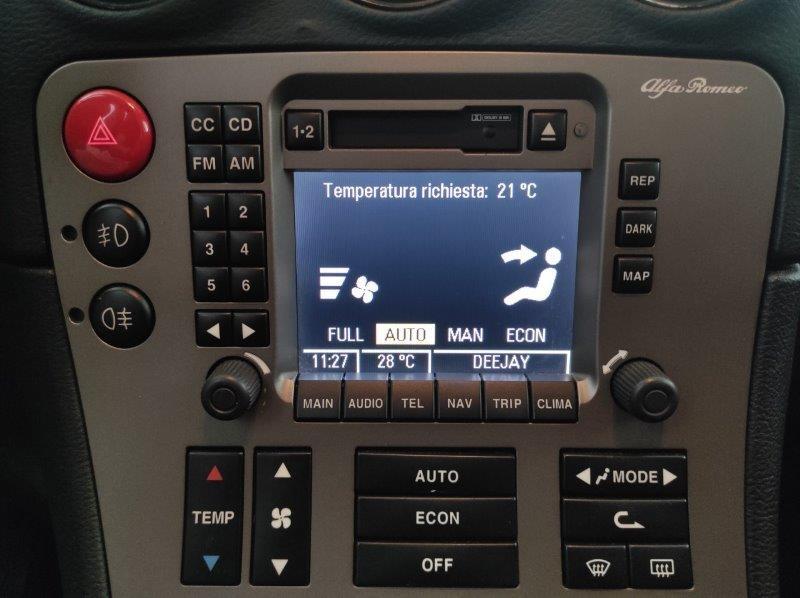 Alfa Romeo
CC CD
FM AM
1 2
3 4
5 6
1•2
REP
DARK
MAP
Temperatura richiesta: 21 °C
FULL AUTO MAN ECON
11:27 28 °C DEEJAY
MAIN AUDIO TEL NAV TRIP CLIMA
TEMP
AUTO
ECON
OFF
MODE